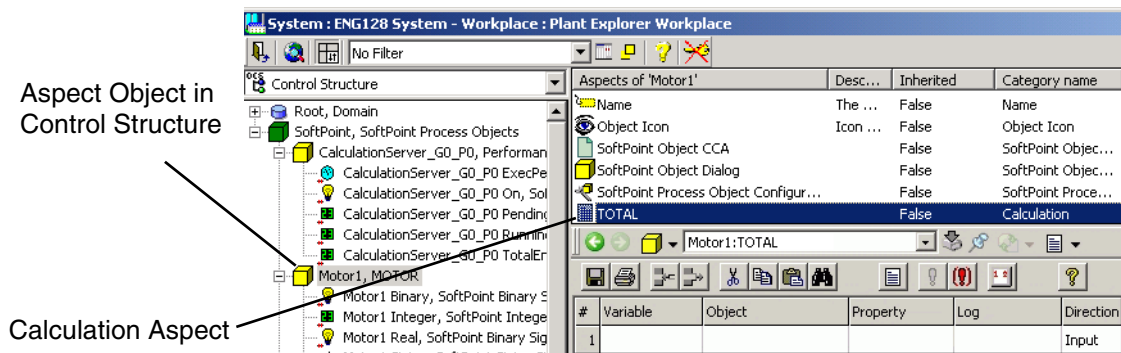 System : ENG128 System - Workplace : Plant Explorer Workplace
No Filter
Aspect Object in
Control Structure
Calculation Aspect
Control Structure
Root, Domain
SoftPoint, SoftPoint Process Objects
CalculationServer_G0_P0, Performan
CalculationServer_G0_P0 ExecPe
CalculationServer_G0_P0 On, Sol
CalculationServer_G0_P0 Pending
CalculationServer_G0_P0 Runnin
CalculationServer_G0_P0 TotalEr
Motor1, MOTOR
Motor1 Binary, SoftPoint Binary S
Motor1 Integer, SoftPoint Intege
Motor1 Real, SoftPoint Binary Sig
Aspects of 'Motor1' Desc... Inherited Category name
Name The ... False Name
Object Icon Icon ... False Object Icon
SoftPoint Object CCA False SoftPoint Objec...
SoftPoint Object Dialog False SoftPoint Objec...
SoftPoint Process Object Configur... False SoftPoint Proce...
TOTAL False Calculation
Motor1:TOTAL
# Variable Object Property Log Direction
1 Input